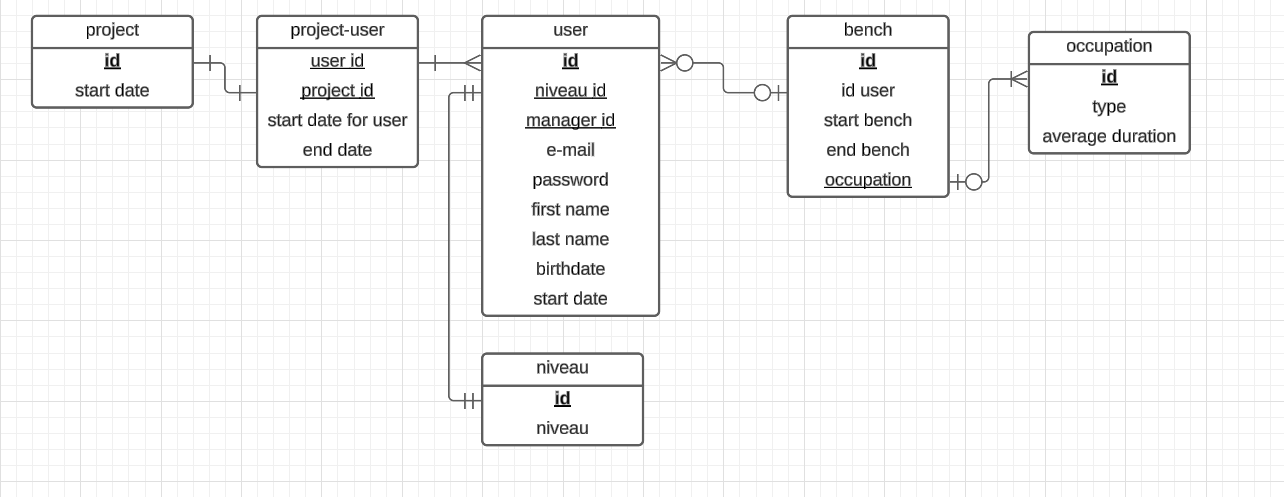 project
id
start date
project-user
user id
project id
start date for user
end date
user
id
niveau id
manager id
e-mail
password
first name
last name
birthdate
start date
bench
id
id user
start bench
end bench
occupation
occupation
id
type
average duration
niveau
id
niveau